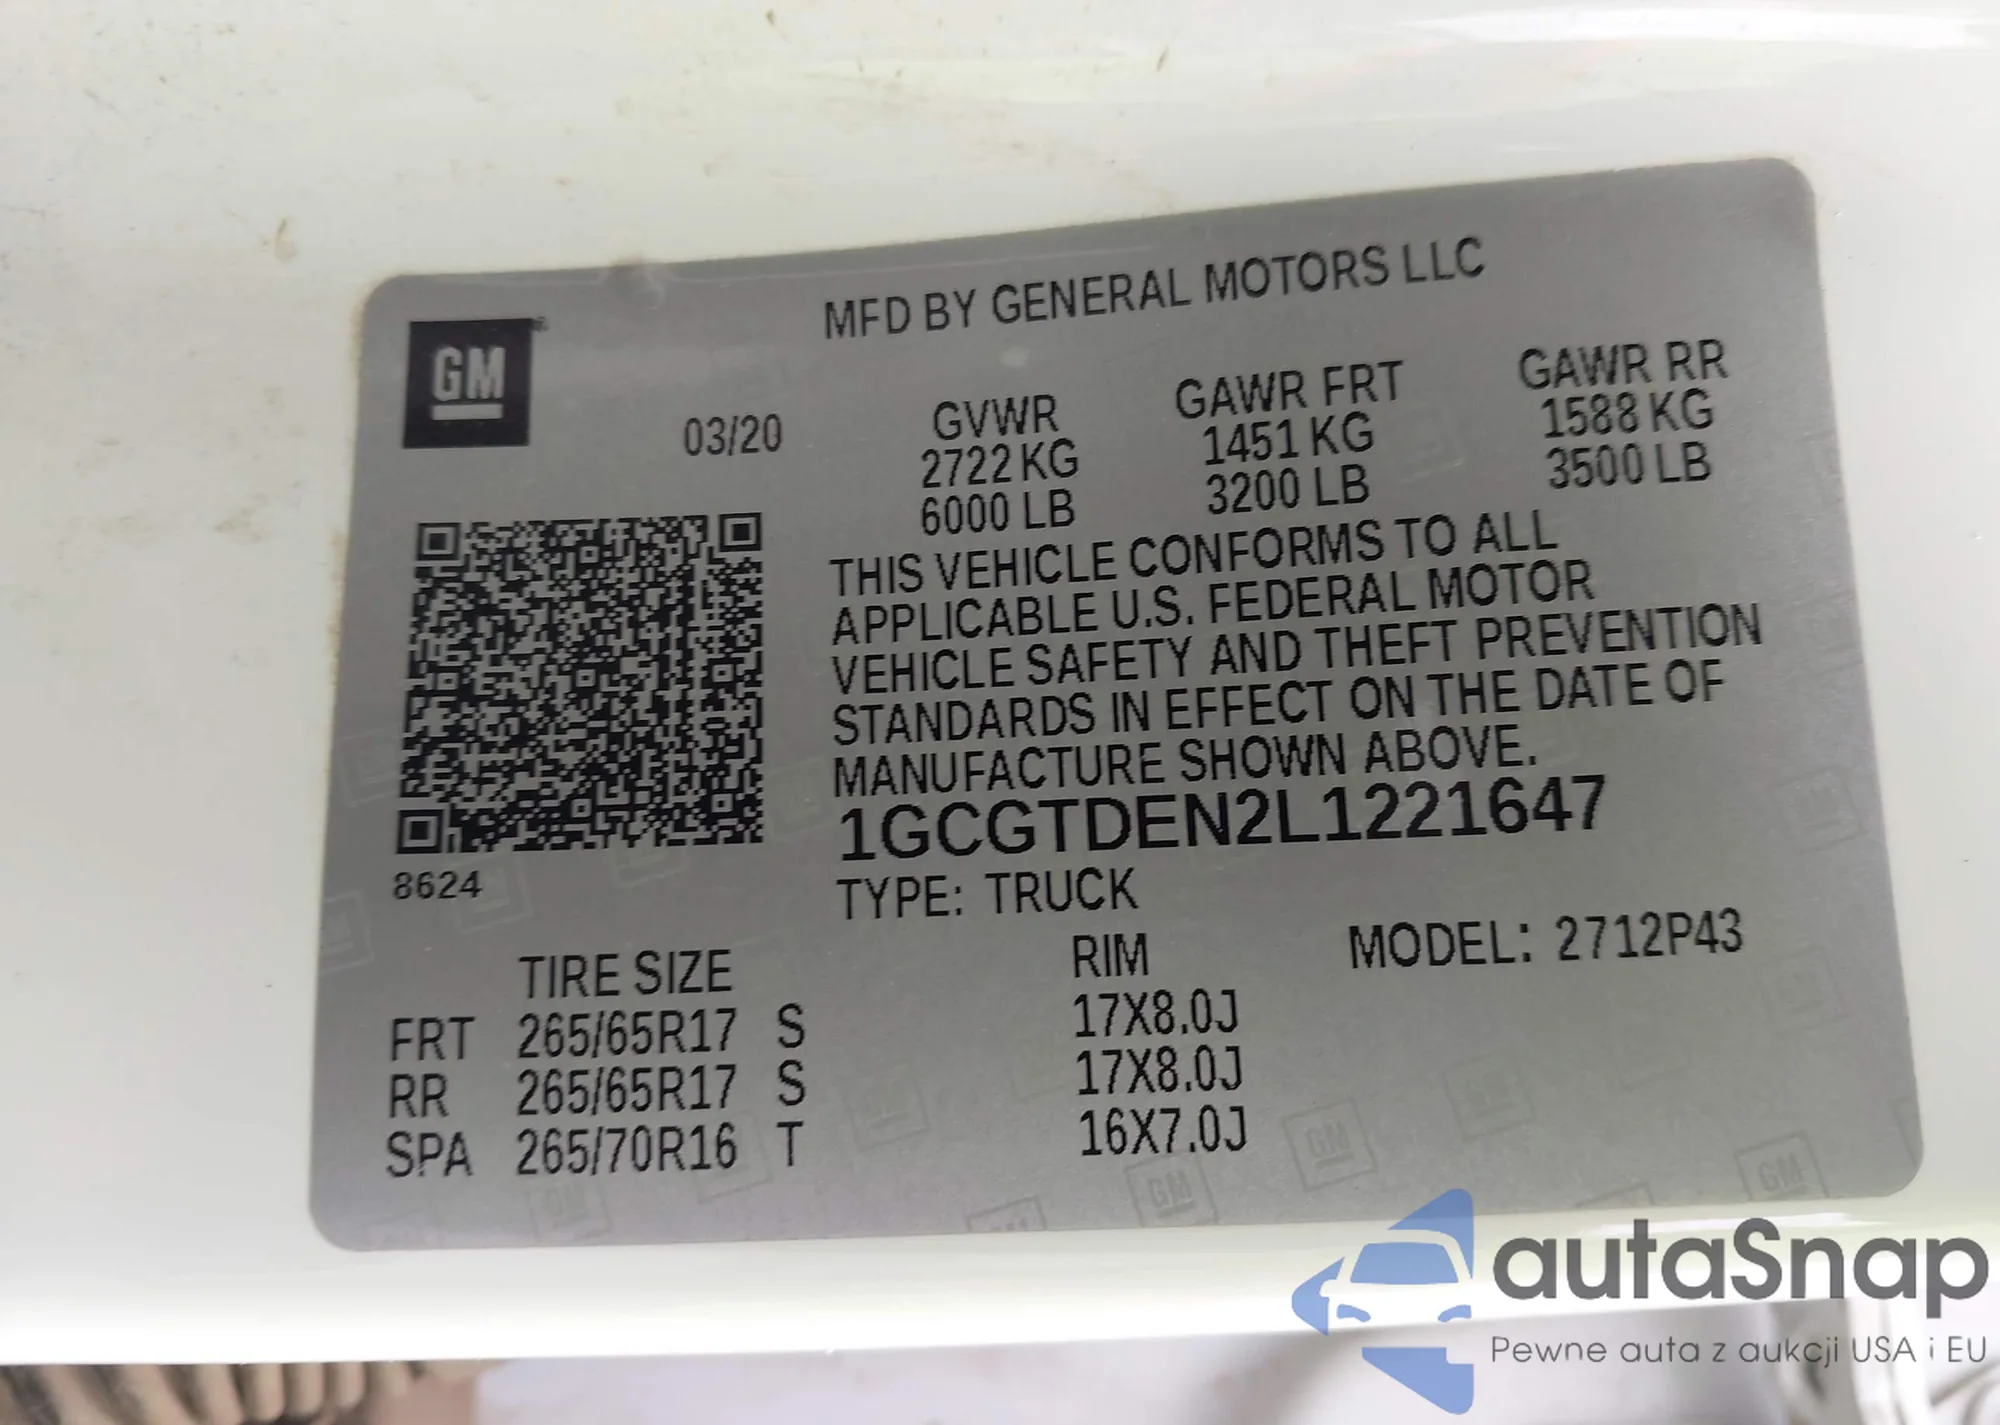 MFD BY GENERAL MOTORS LLC
GM
03/20
GVWR GAWR FRT GAWR RR
2722 KG 1451 KG 1588 KG
6000 LB 3200 LB 3500 LB
THIS VEHICLE CONFORMS TO ALL
APPLICABLE U.S. FEDERAL MOTOR
VEHICLE SAFETY AND THEFT PREVENTION
STANDARDS IN EFFECT ON THE DATE OF
MANUFACTURE SHOWN ABOVE.
1GCGTDEN2L1221647
8624
TYPE: TRUCK
TIRE SIZE RIM MODEL: 2712P43
FRT 265/65R17 S 17X8.0J
RR 265/65R17 S 17X8.0J
SPA 265/70R16 T 16X7.0J
autaSnap
Pewne auta z aukcji USA i EU